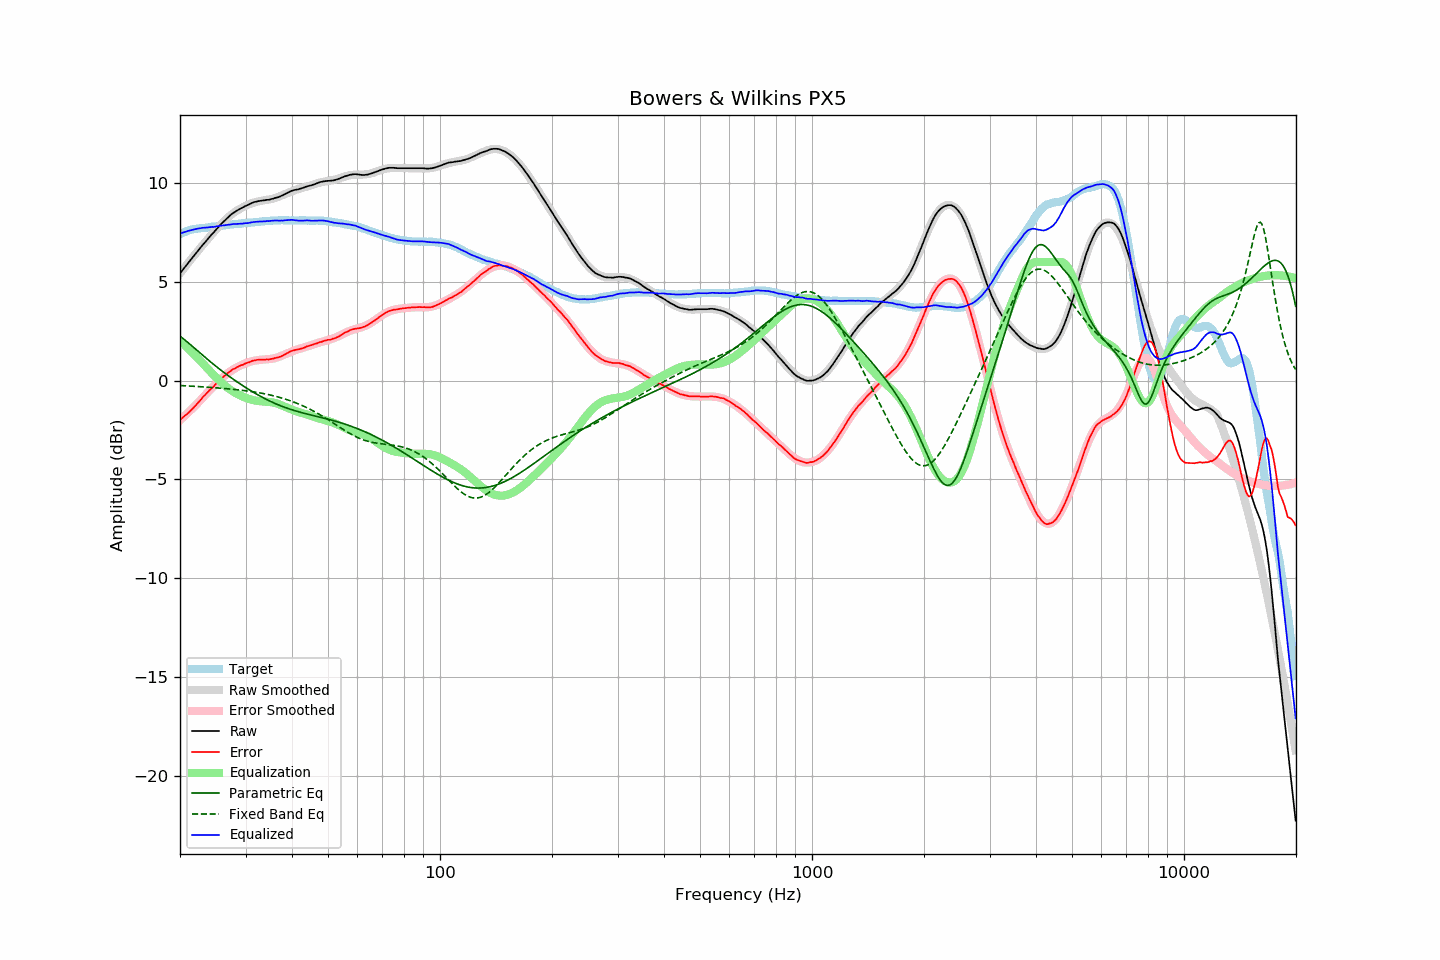 Bowers & Wilkins PX5
Amplitude (dBr)
10
5
0
−5
−10
−15
−20
Target
Raw Smoothed
Error Smoothed
Raw
Error
Equalization
Parametric Eq
Fixed Band Eq
Equalized
100
1000
10000
Frequency (Hz)